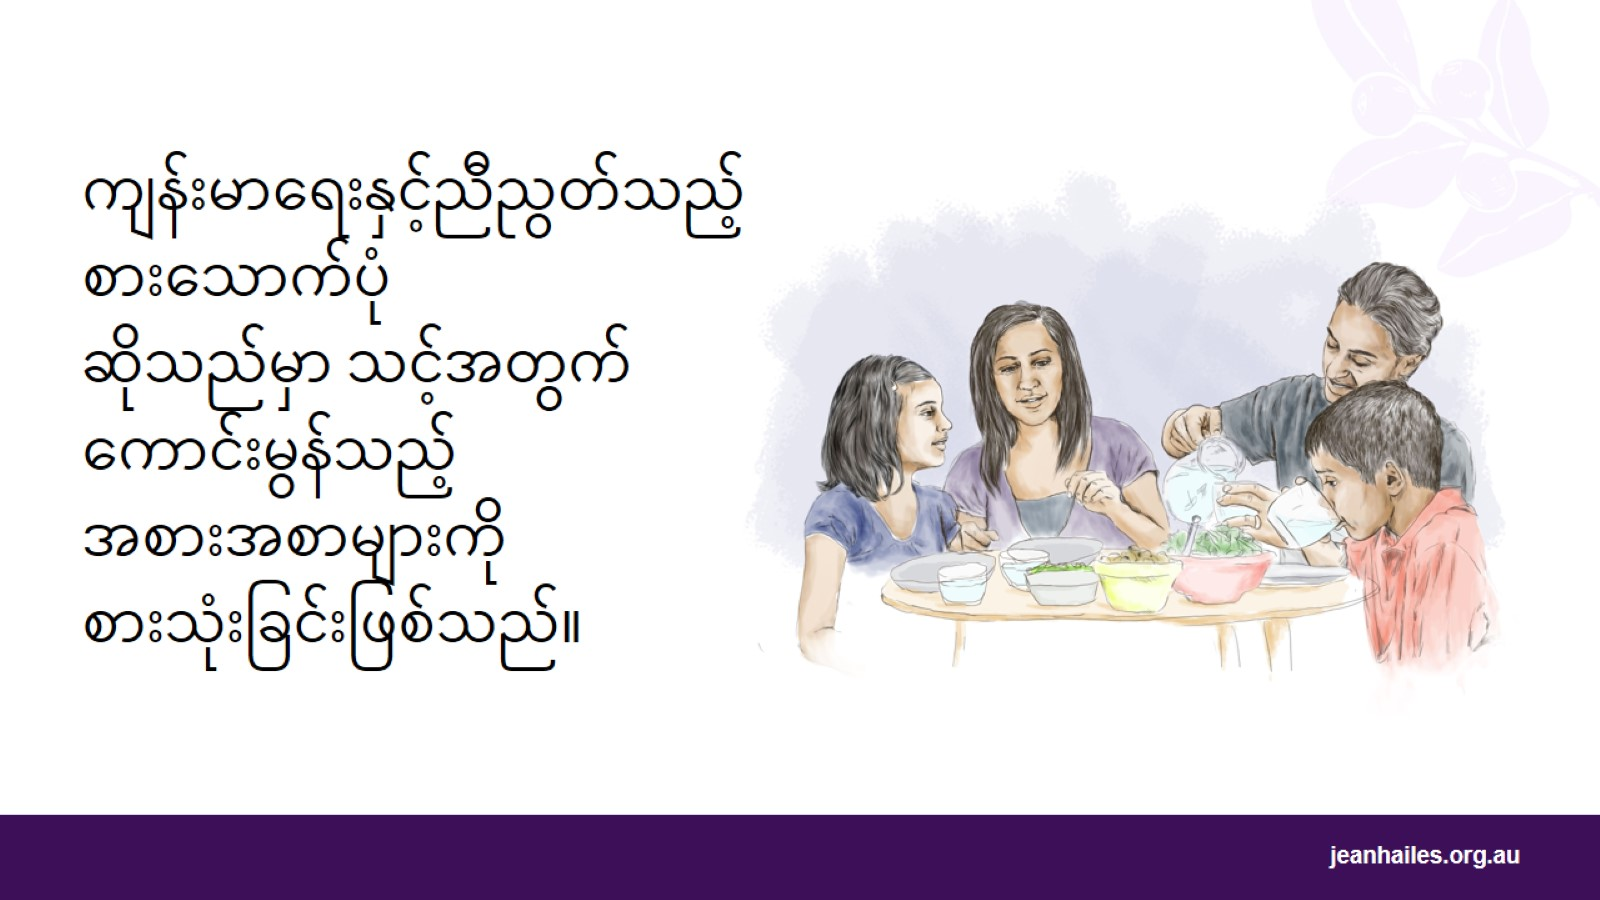 ကျန်းမာရေးနှင့်ညီညွတ်သည့်
စားသောက်ပုံ
ဆိုသည်မှာ သင့်အတွက်
ကောင်းမွန်သည့်
အစားအစာများကို
စားသုံးခြင်းဖြစ်သည်။
jeanhailes.org.au